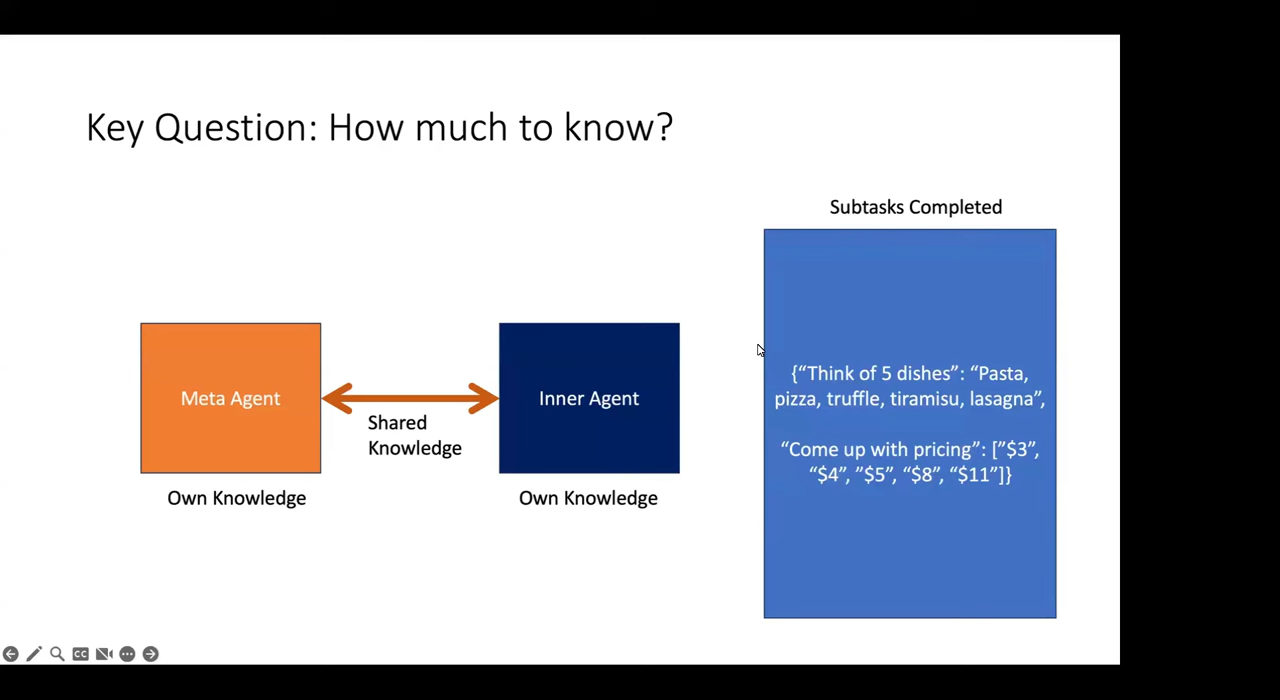 Key Question: How much to know?
Subtasks Completed
Meta Agent
Shared
Knowledge
Inner Agent
Own Knowledge
Own Knowledge
{“Think of 5 dishes”: “Pasta,
pizza, truffle, tiramisu, lasagna”,
“Come up with pricing”: [”$3”,
“$4”, ”$5”, “$8”, “$11”]}
CC